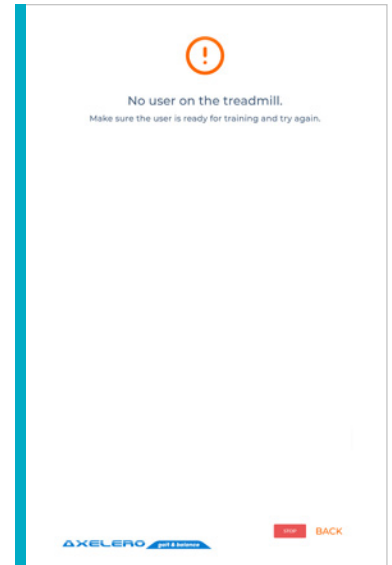 No user on the treadmill.
Make sure the user is ready for training and try again.
STOP BACK
AXELERO gait & balance